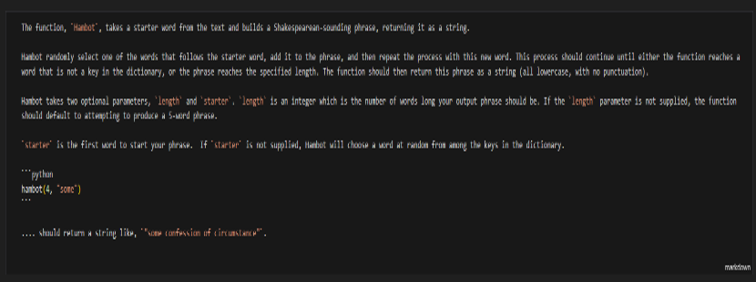 The function, `Hambot`, takes a starter word from the text and builds a Shakespearean-sounding phrase, returning it as a string.
Hambot randomly select one of the words that follows the starter word, add it to the phrase, and then repeat the process with this new word. This process should continue until either the function reaches a
word that is not a key in the dictionary, or the phrase reaches the specified length. The function should then return this phrase as a string (all lowercase, with no punctuation).
Hambot takes two optional parameters, `length` and `starter`. `length` is an integer which is the number of words long your output phrase should be. If the `length` parameter is not supplied, the function
should default to attempting to produce a 5-word phrase.
`starter` is the first word to start your phrase. If `starter` is not supplied, Hambot will choose a word at random from among the keys in the dictionary.
```python
hambot(4, "some")
```
.... should return a string like, `"some confession of circumstance"`.
markdown